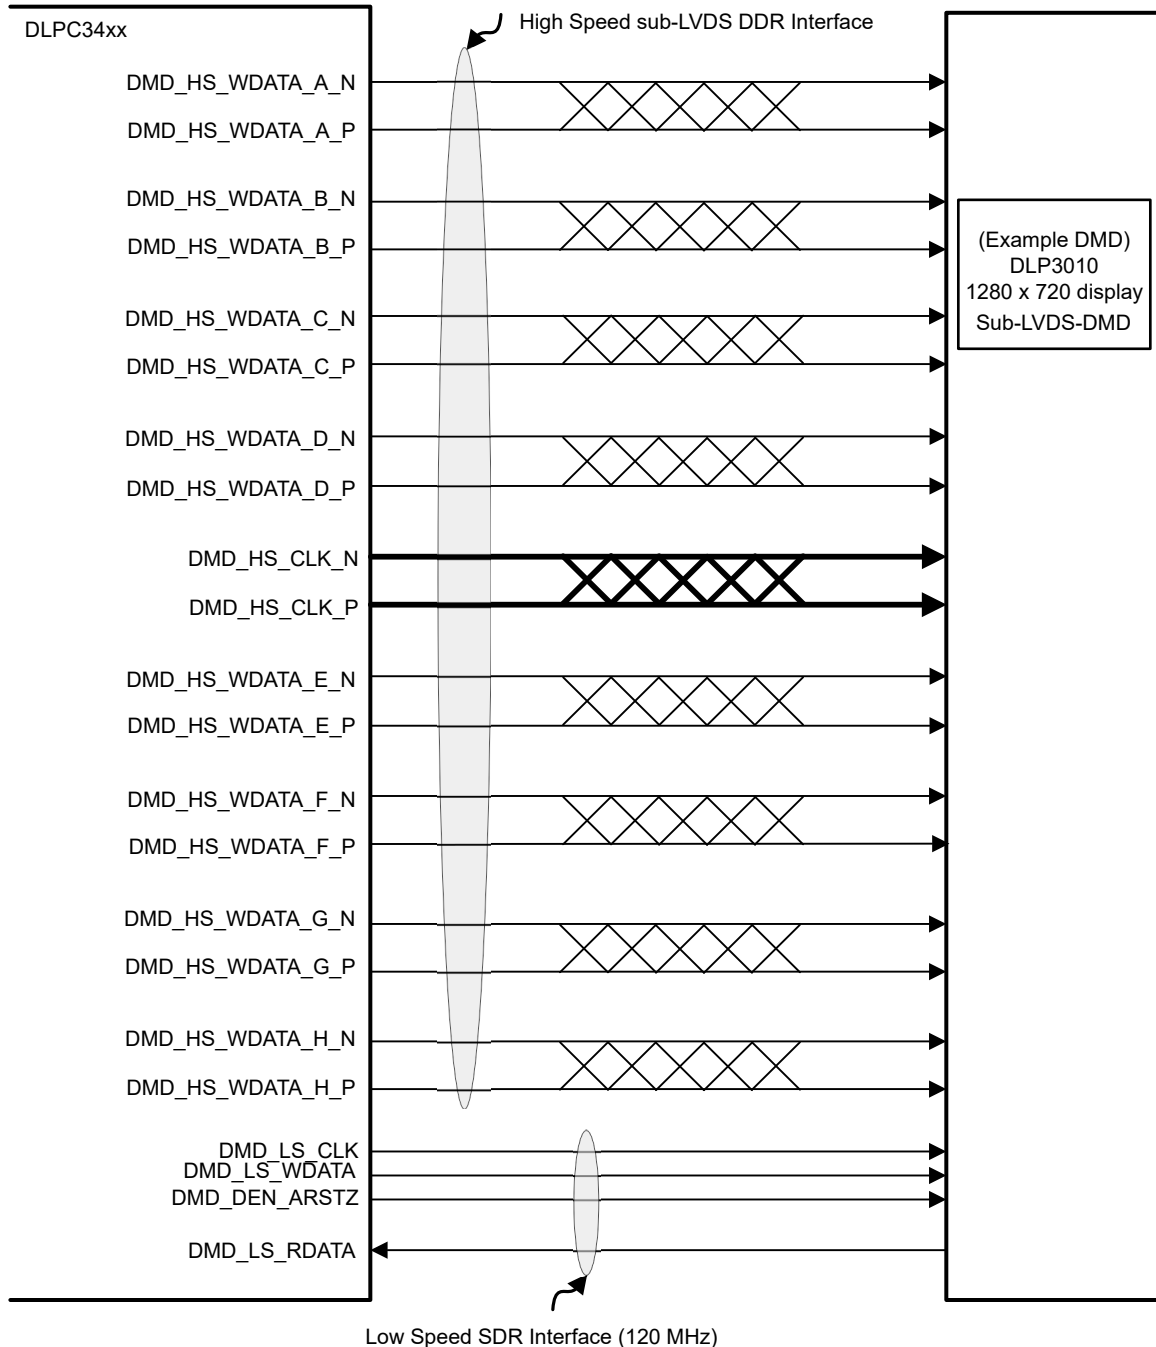 High Speed sub-LVDS DDR Interface
DLPC34xx
DMD_HS_WDATA_A_N
DMD_HS_WDATA_A_P
DMD_HS_WDATA_B_N
DMD_HS_WDATA_B_P
(Example DMD)
DLP3010
1280 x 720 display
Sub-LVDS-DMD
DMD_HS_WDATA_C_N
DMD_HS_WDATA_C_P
DMD_HS_WDATA_D_N
DMD_HS_WDATA_D_P
DMD_HS_CLK_N
DMD_HS_CLK_P
DMD_HS_WDATA_E_N
DMD_HS_WDATA_E_P
DMD_HS_WDATA_F_N
DMD_HS_WDATA_F_P
DMD_HS_WDATA_G_N
DMD_HS_WDATA_G_P
DMD_HS_WDATA_H_N
DMD_HS_WDATA_H_P
DMD_LS_CLK
DMD_LS_WDATA
DMD_DEN_ARSTZ
DMD_LS_RDATA
Low Speed SDR Interface (120 MHz)